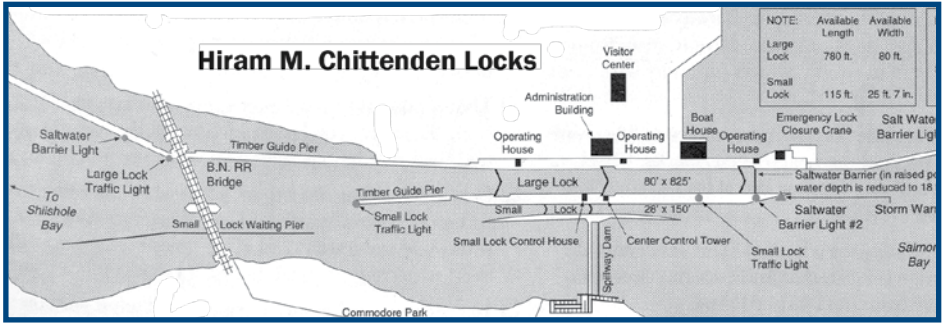 Hiram M. Chittenden Locks
NOTE: Available Available
Length Width
Large
Lock 780 ft. 80 ft.
Small
Lock 115 ft. 25 ft. 7 in.
Visitor
Center
Administration
Building
Operating
House
Operating
House
Boat
House
Operating
House
Emergency Lock
Closure Crane
Salt Wate
Barrier Lig
Saltwater
Barrier Light
Timber Guide Pier
Large Lock
Traffic Light
B.N. RR
Bridge
To
Shilshole
Bay
Small Lock Waiting Pier
Timber Guide Pier
Small Lock
Traffic Light
Large Lock 80' x 825'
Small Lock 28' x 150'
Saltwater Barrier (in raised po
water depth is reduced to 18
Small Lock Control House
Center Control Tower
Saltwater
Barrier Light #2
Storm Warn
Small Lock
Traffic Light
Spillway Dam
Salmon
Bay
Commodore Park